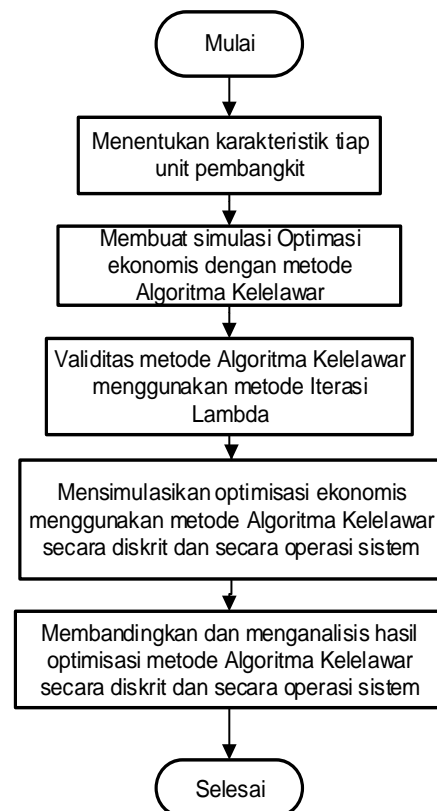 Mulai
Menentukan karakteristik tiap
unit pembangkit
Membuat simulasi Optimasi
ekonomis dengan metode
Algoritma Kelelawar
Validitas metode Algoritma Kelelawar
menggunakan metode Iterasi
Lambda
Mensimulasikan optimisasi ekonomis
menggunakan metode Algoritma Kelelawar
secara diskrit dan secara operasi sistem
Membandingkan dan menganalisis hasil
optimisasi metode Algoritma Kelelawar
secara diskrit dan secara operasi sistem
Selesai